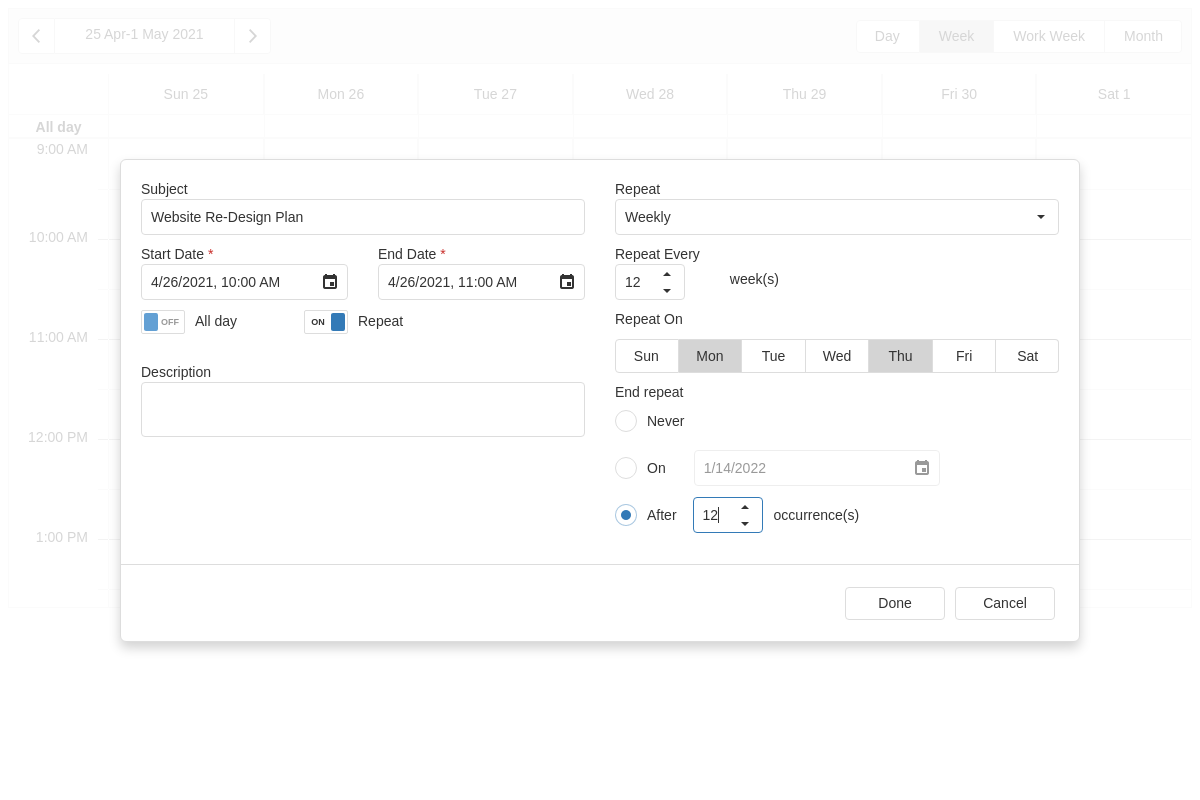 25 Apr-1 May 2021
Day Week Work Week Month
Sun 25 Mon 26 Tue 27 Wed 28 Thu 29 Fri 30 Sat 1
All day
9:00 AM
10:00 AM
11:00 AM
12:00 PM
1:00 PM
Subject
Website Re-Design Plan
Start Date * End Date *
4/26/2021, 10:00 AM 4/26/2021, 11:00 AM
OFF All day ON Repeat
Description
Repeat
Weekly
Repeat Every
12 week(s)
Repeat On
Sun Mon Tue Wed Thu Fri Sat
End repeat
Never
On 1/14/2022
After 12 occurrence(s)
Done Cancel